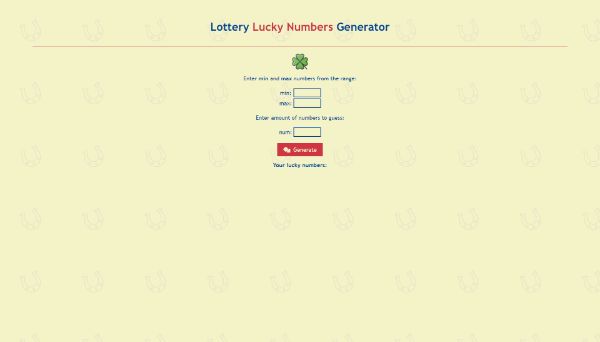 Lottery Lucky Numbers Generator
Enter min and max numbers from the range:
min:
max:
Enter amount of numbers to guess:
num:
Generate
Your lucky numbers: